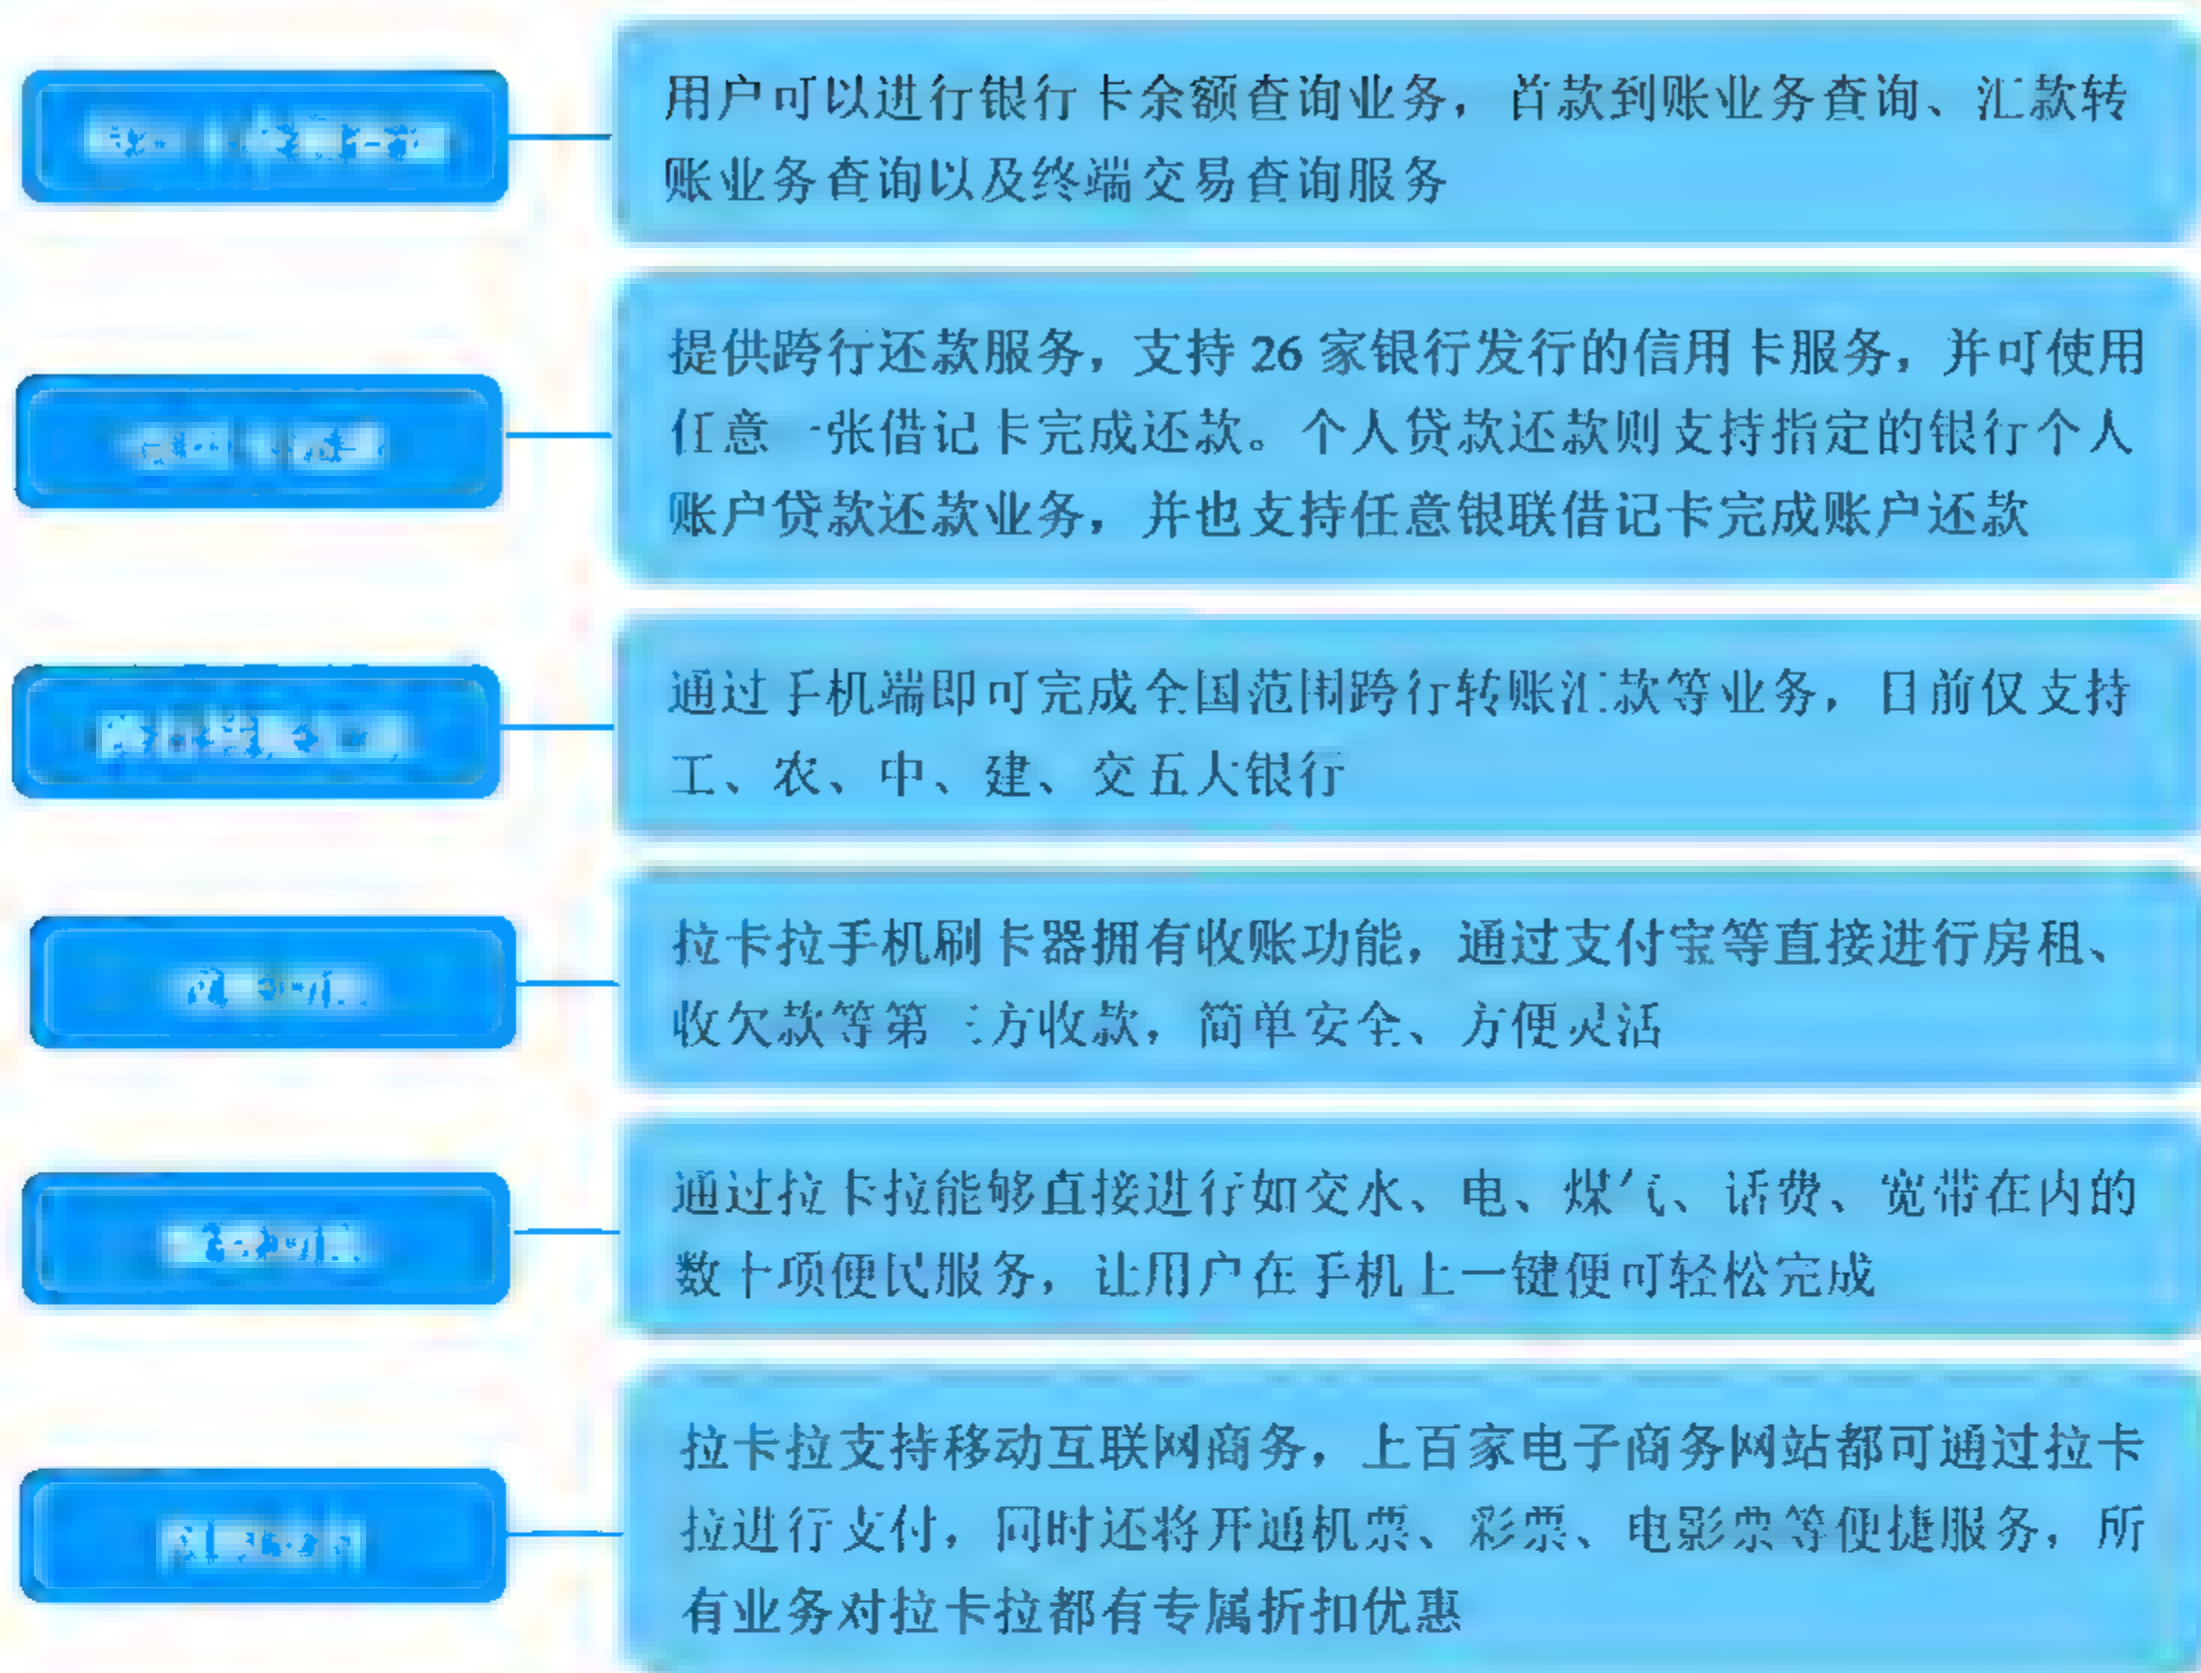 用户可以进行银行卡余额查询业务，首款到账业务查询、汇款转
账业务查询以及终端交易查询服务
提供跨行还款服务，支持 26 家银行发行的信用卡服务，并可使用
任意一张借记卡完成还款。个人贷款还款则支持指定的银行个人
账户贷款还款业务，并也支持任意银联借记卡完成账户还款
通过手机端即可完成全国范围跨行转账汇款等业务，目前仅支持
工、农、中、建、交五大银行
拉卡拉手机刷卡器拥有收账功能，通过支付宝等直接进行房租、
收欠款等第三方收款，简单安全、方便灵活
通过拉卡拉能够直接进行如交水、电、煤气、话费、宽带在内的
数十项便民服务，让用户在手机上一键便可轻松完成
拉卡拉支持移动互联网商务，上百家电子商务网站都可通过拉卡
拉进行支付，同时还将开通机票、彩票、电影票等便捷服务，所
有业务对拉卡拉都有专属折扣优惠